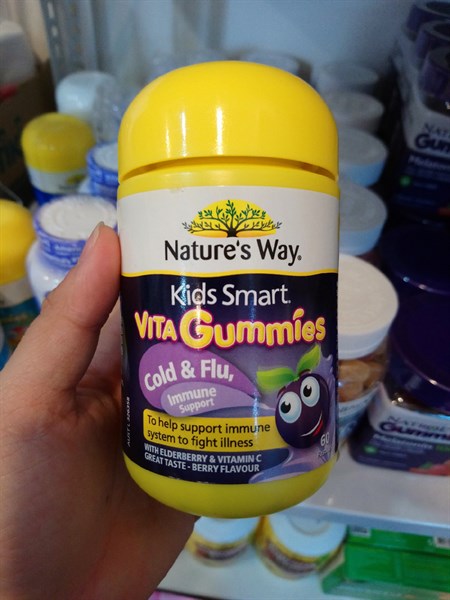 Nature's Way.
Kids Smart.
VITA Gummies
Cold & Flu,
Immune
Support
To help support immune
system to fight illness
WITH ELDERBERRY & VITAMIN C
GREAT TASTE - BERRY FLAVOUR
60